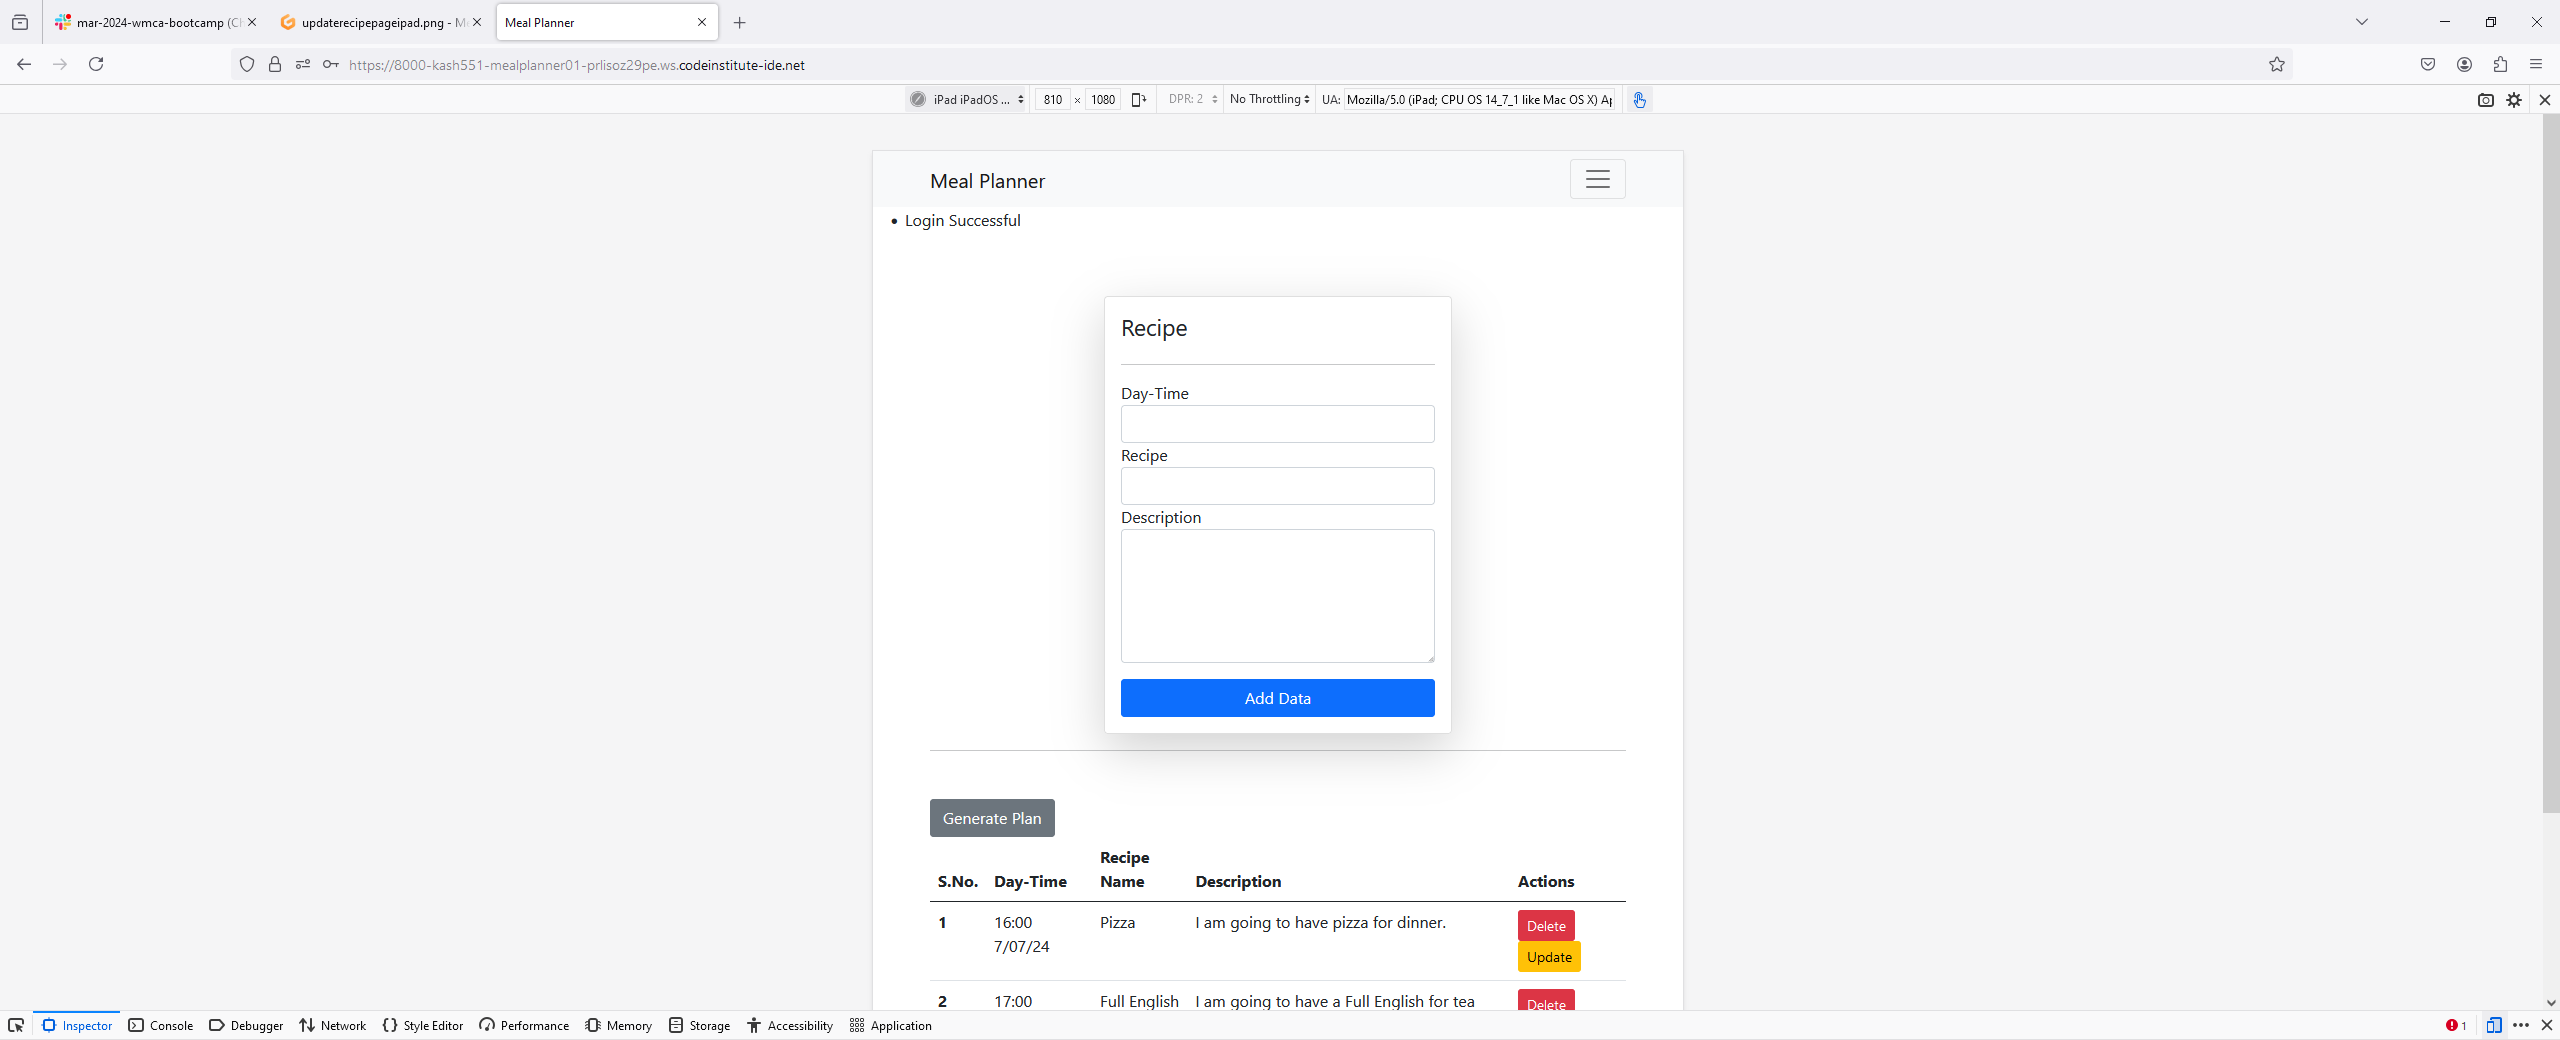 mar-2024-wmca-bootcamp (Ch
updaterecipepageipad.png - Me
Meal Planner
https://8000-kash551-mealplanner01-prlisoz29pe.ws.codeinstitute-ide.net
iPad iPadOS ...
810 × 1080
DPR: 2
No Throttling
UA: Mozilla/5.0 (iPad; CPU OS 14_7_1 like Mac OS X) Ap
Meal Planner
• Login Successful
Recipe
Day-Time
Recipe
Description
Add Data
Generate Plan
S.No. Day-Time Recipe Name Description Actions
1 16:00 7/07/24 Pizza I am going to have pizza for dinner. Delete Update
2 17:00 Full English I am going to have a Full English for tea Delete
Inspector Console Debugger Network Style Editor Performance Memory Storage Accessibility Application 1